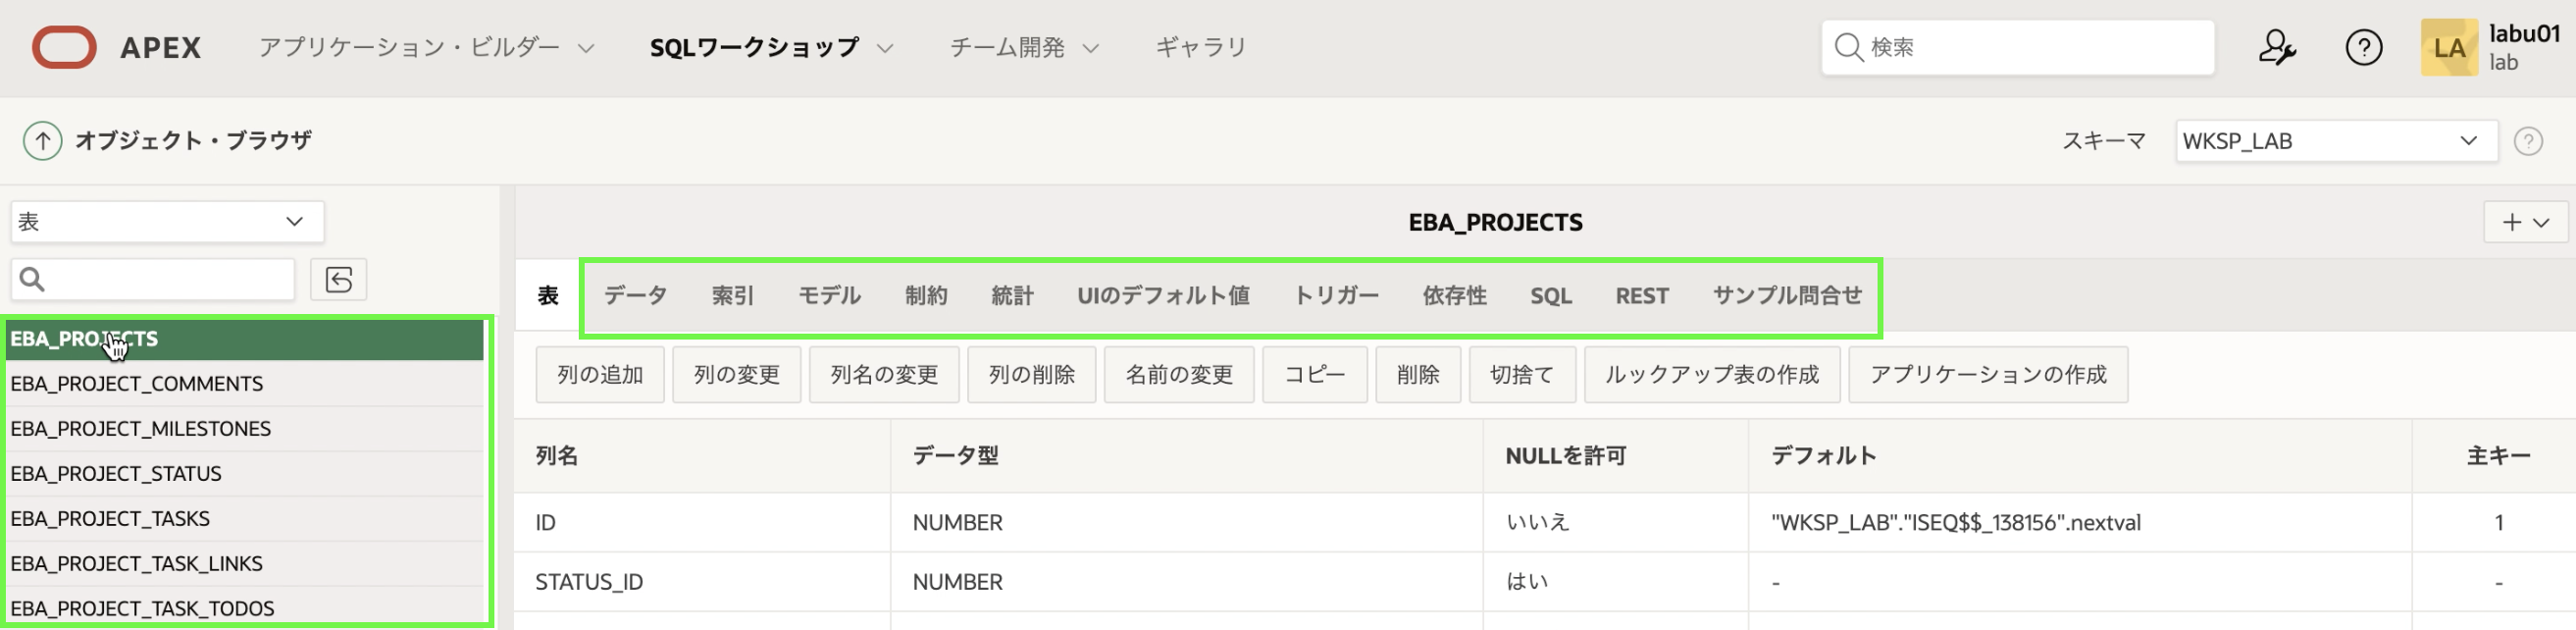 APEX アプリケーション・ビルダー SQLワークショップ チーム開発 ギャラリ 検索 LA labu01
lab
オブジェクト・ブラウザ スキーマ WKSP_LAB
表
EBA_PROJECTS
EBA_PROJECT_COMMENTS
EBA_PROJECT_MILESTONES
EBA_PROJECT_STATUS
EBA_PROJECT_TASKS
EBA_PROJECT_TASK_LINKS
EBA_PROJECT_TASK_TODOS
EBA_PROJECTS
表 データ 索引 モデル 制約 統計 UIのデフォルト値 トリガー 依存性 SQL REST サンプル問合せ
列の追加 列の変更 列名の変更 列の削除 名前の変更 コピー 削除 切捨て ルックアップ表の作成 アプリケーションの作成
列名 データ型 NULLを許可 デフォルト 主キー
ID NUMBER いいえ "WKSP_LAB"."ISEQ$$_138156".nextval 1
STATUS_ID NUMBER はい - -